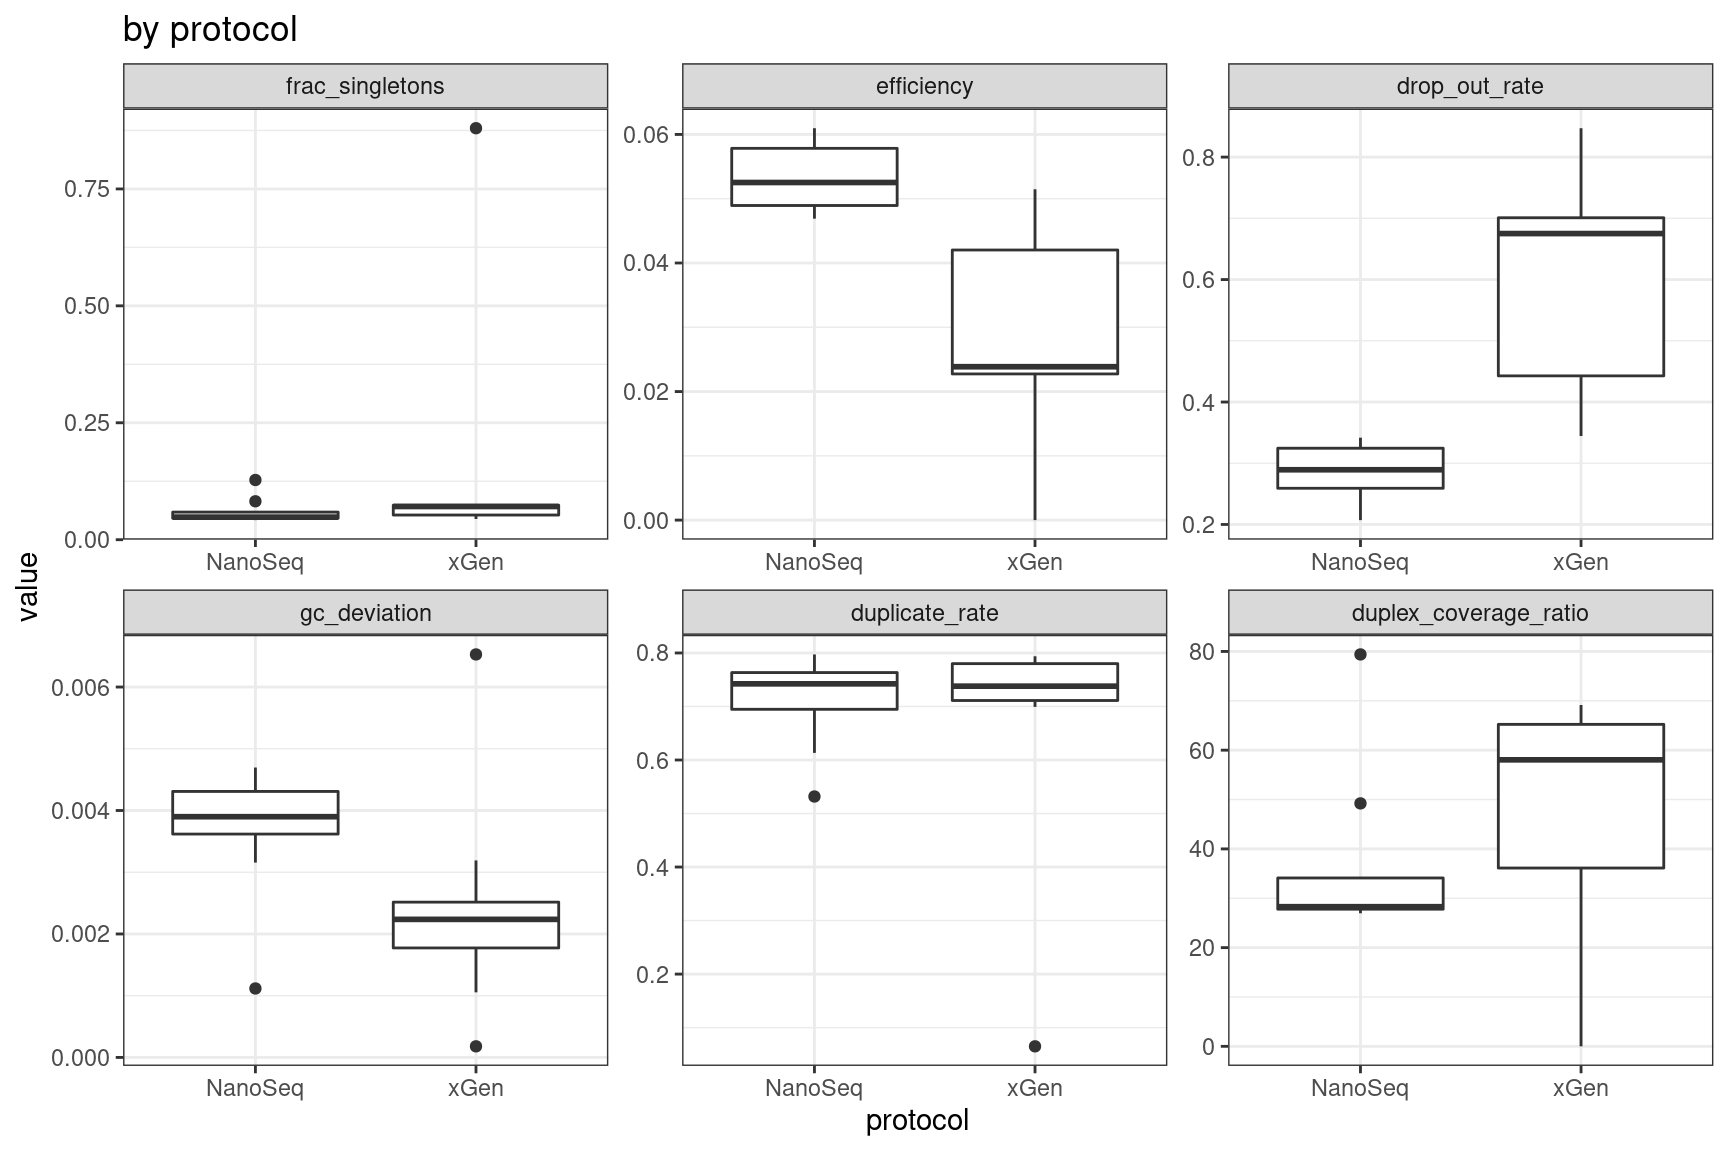 by protocol
frac_singletons
efficiency
drop_out_rate
0.75
0.50
0.25
0.00
0.06
0.04
0.02
0.00
0.8
0.6
0.4
0.2
NanoSeq xGen
NanoSeq xGen
NanoSeq xGen
value
gc_deviation
duplicate_rate
duplex_coverage_ratio
0.006
0.004
0.002
0.000
0.8
0.6
0.4
0.2
80
60
40
20
0
NanoSeq xGen
NanoSeq xGen
NanoSeq xGen
protocol